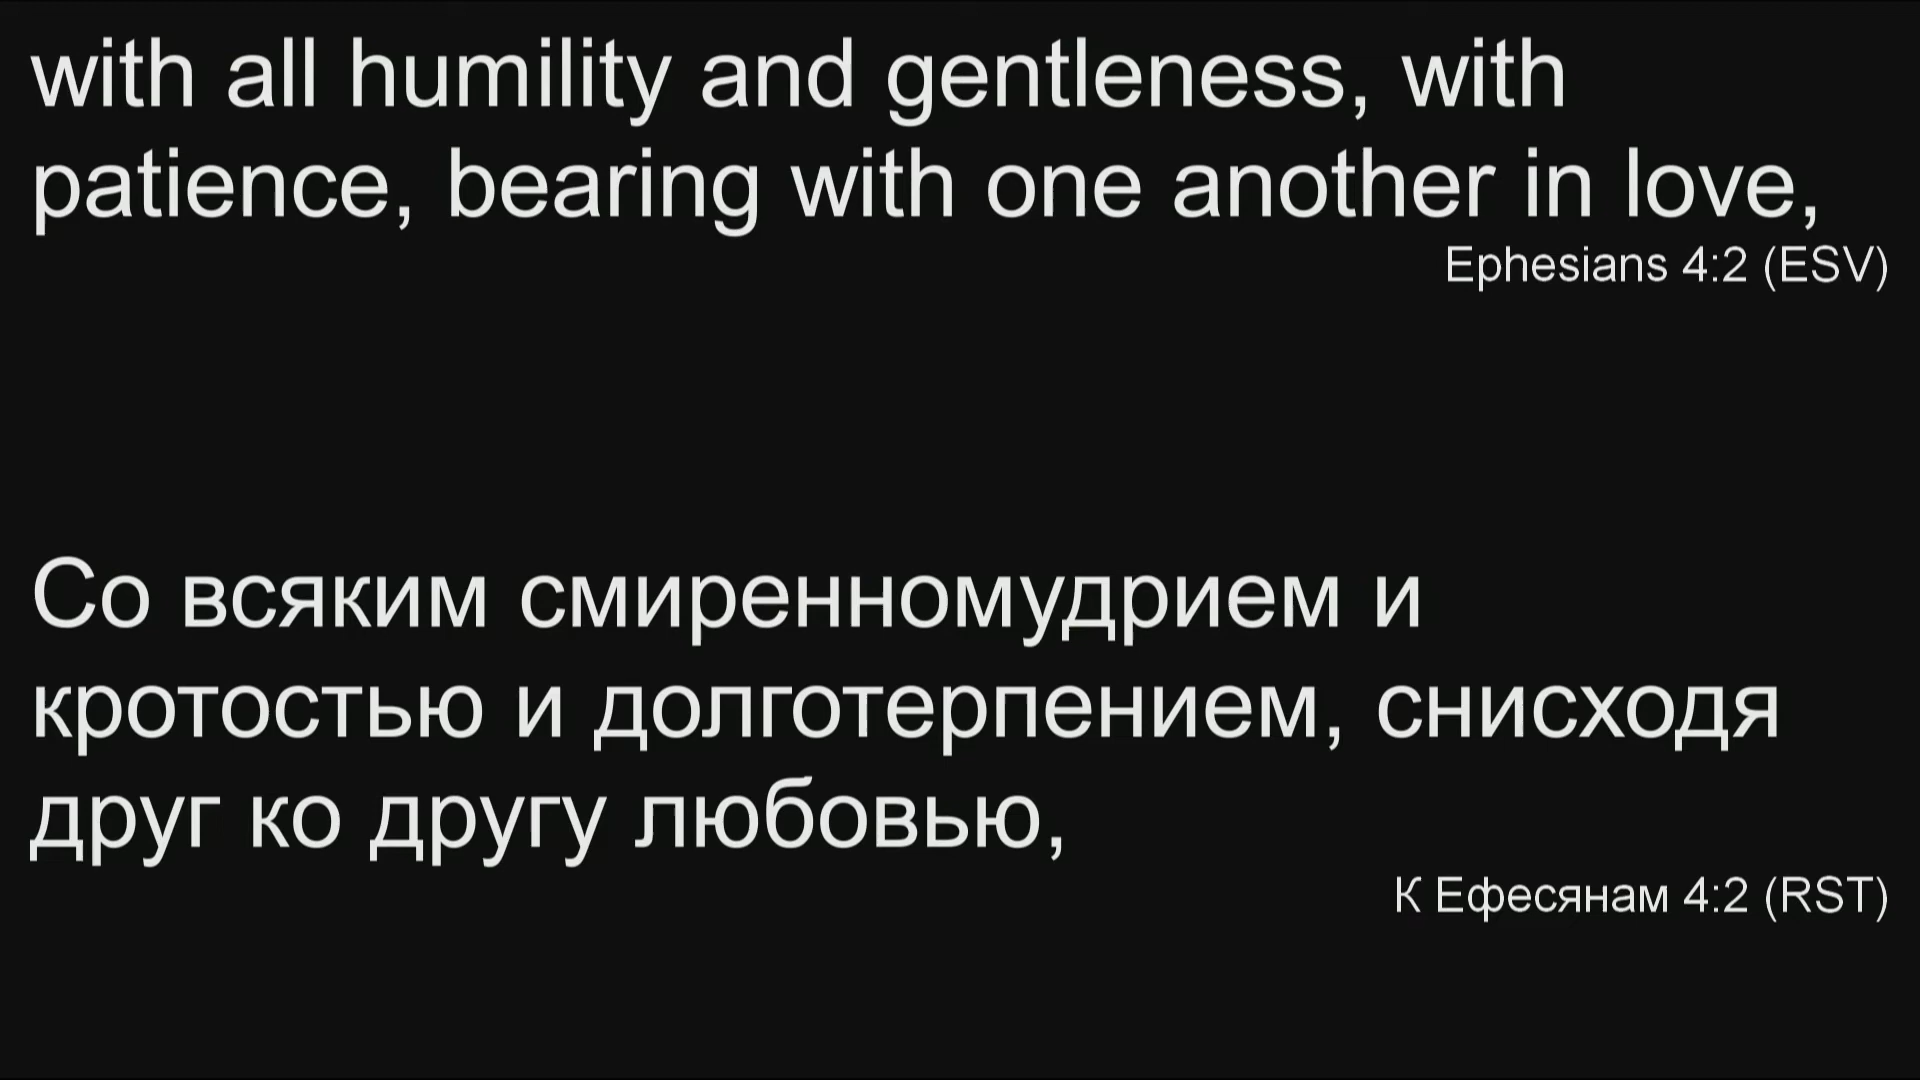 with all humility and gentleness, with
patience, bearing with one another in love,
Ephesians 4:2 (ESV)
Со всяким смиренномудрием и
кротостью и долготерпением, снисходя
друг ко другу любовью,
К Ефесянам 4:2 (RST)